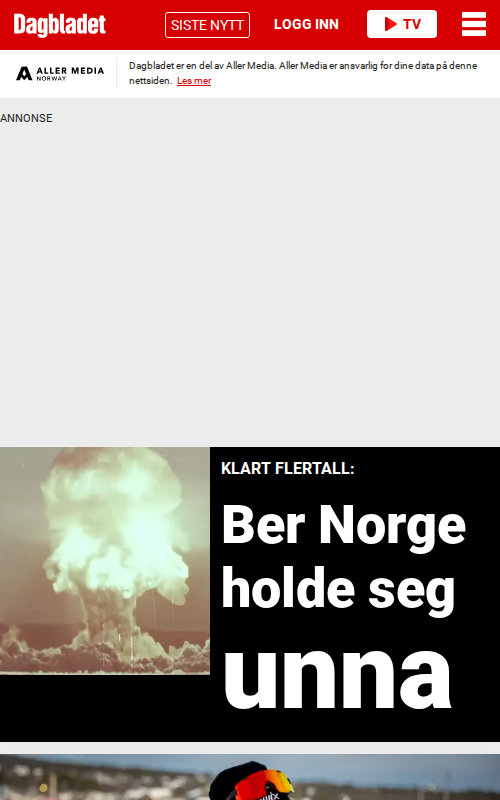 Dagbladet
SISTE NYTT
LOGG INN
TV
ALLER MEDIA
NORWAY
Dagbladet er en del av Aller Media. Aller Media er ansvarlig for dine data på denne
nettsiden. Les mer
ANNONSE
KLART FLERTALL:
Ber Norge
holde seg
unna